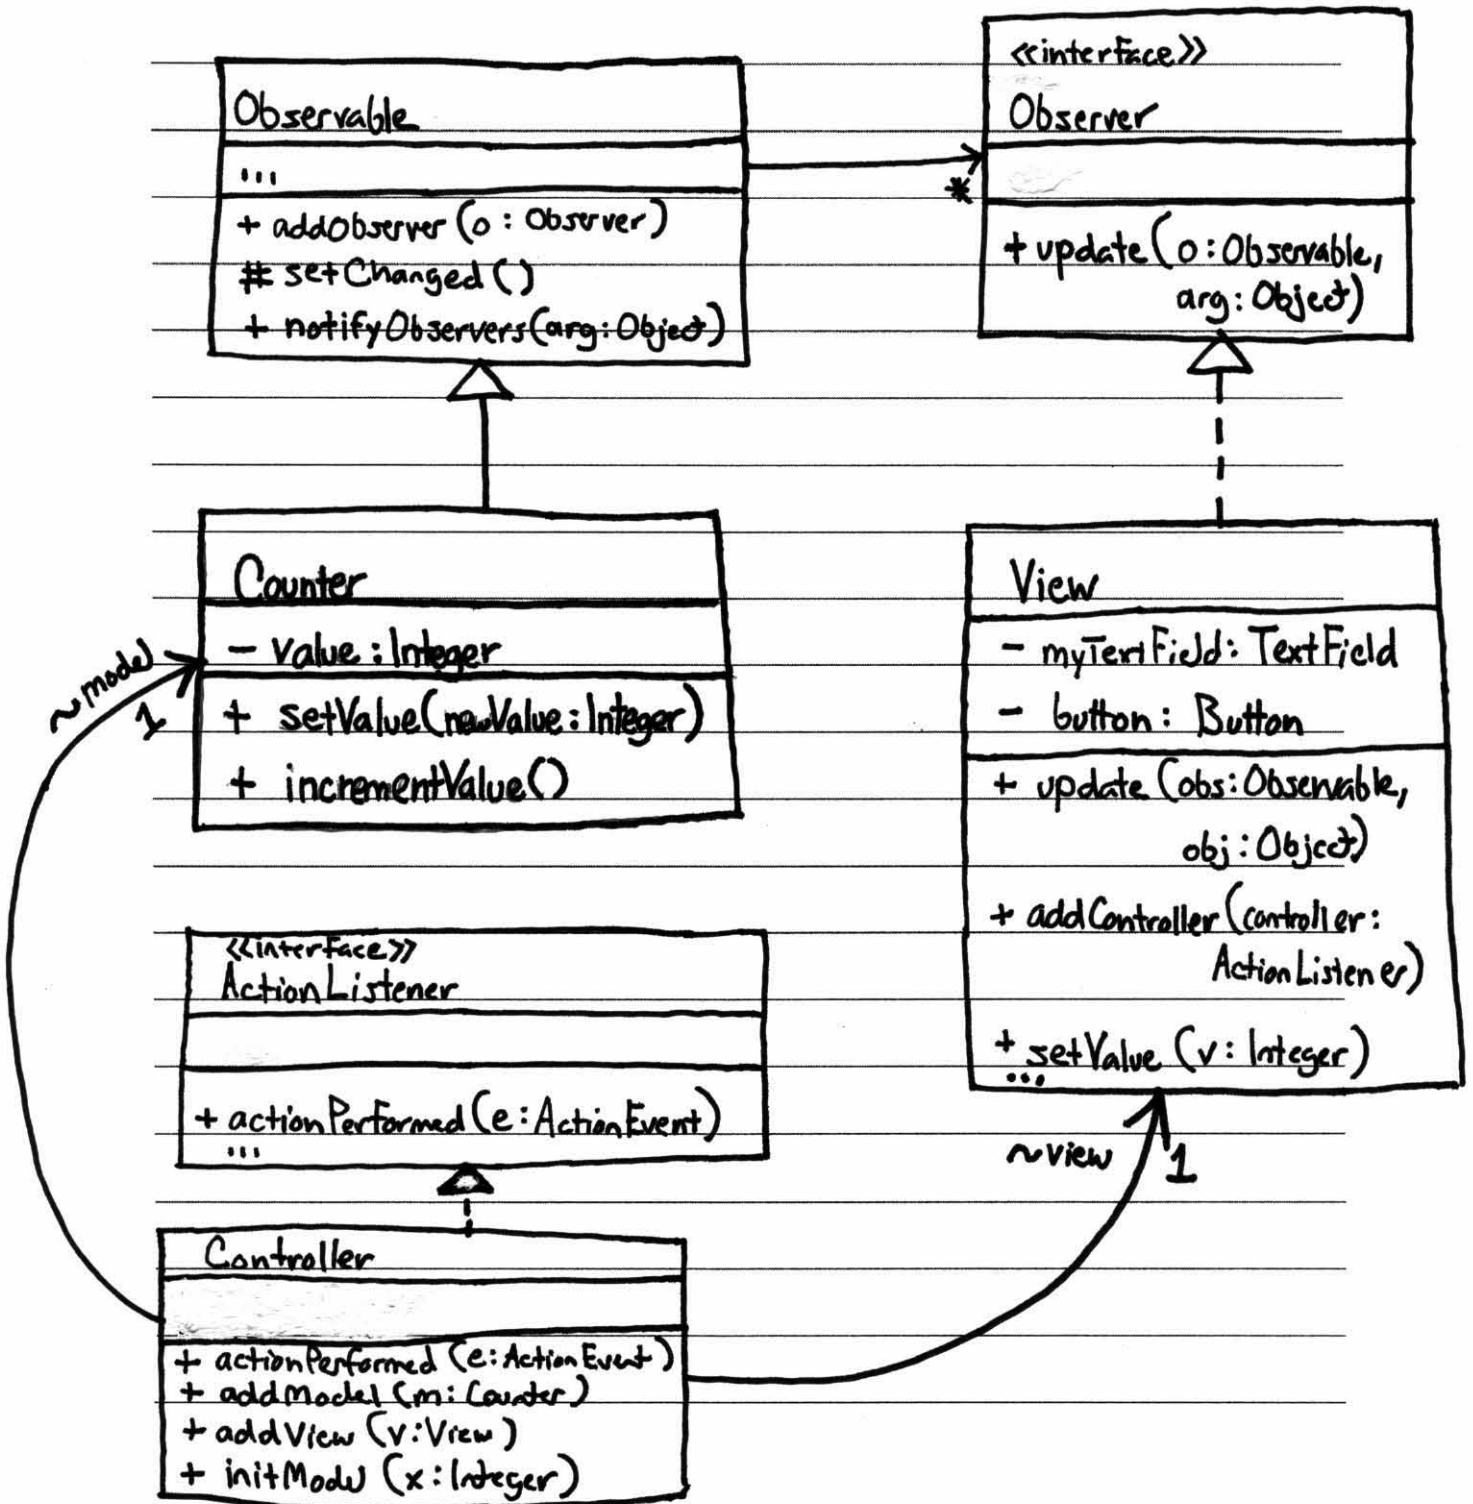 Observable
...
+ addObserver (o : Observer)
# setChanged ()
+ notifyObservers(arg:Object)
*
<<interface>>
Observer
+ update (o:Observable,
arg: Object)
Counter
- value : Integer
+ setValue(newValue:Integer)
+ incrementValue()
~model
1
View
- myTextField: TextField
- button: Button
+ update (obs:Observable,
obj: Object)
+ addController (controller:
ActionListener)
+ setValue (v: Integer)
...
<<interface>>
ActionListener
+ actionPerformed (e: ActionEvent)
...
~view
1
Controller
+ actionPerformed (e: ActionEvent)
+ addModel (m: Counter)
+ addView (v:View)
+ initModel (x: Integer)